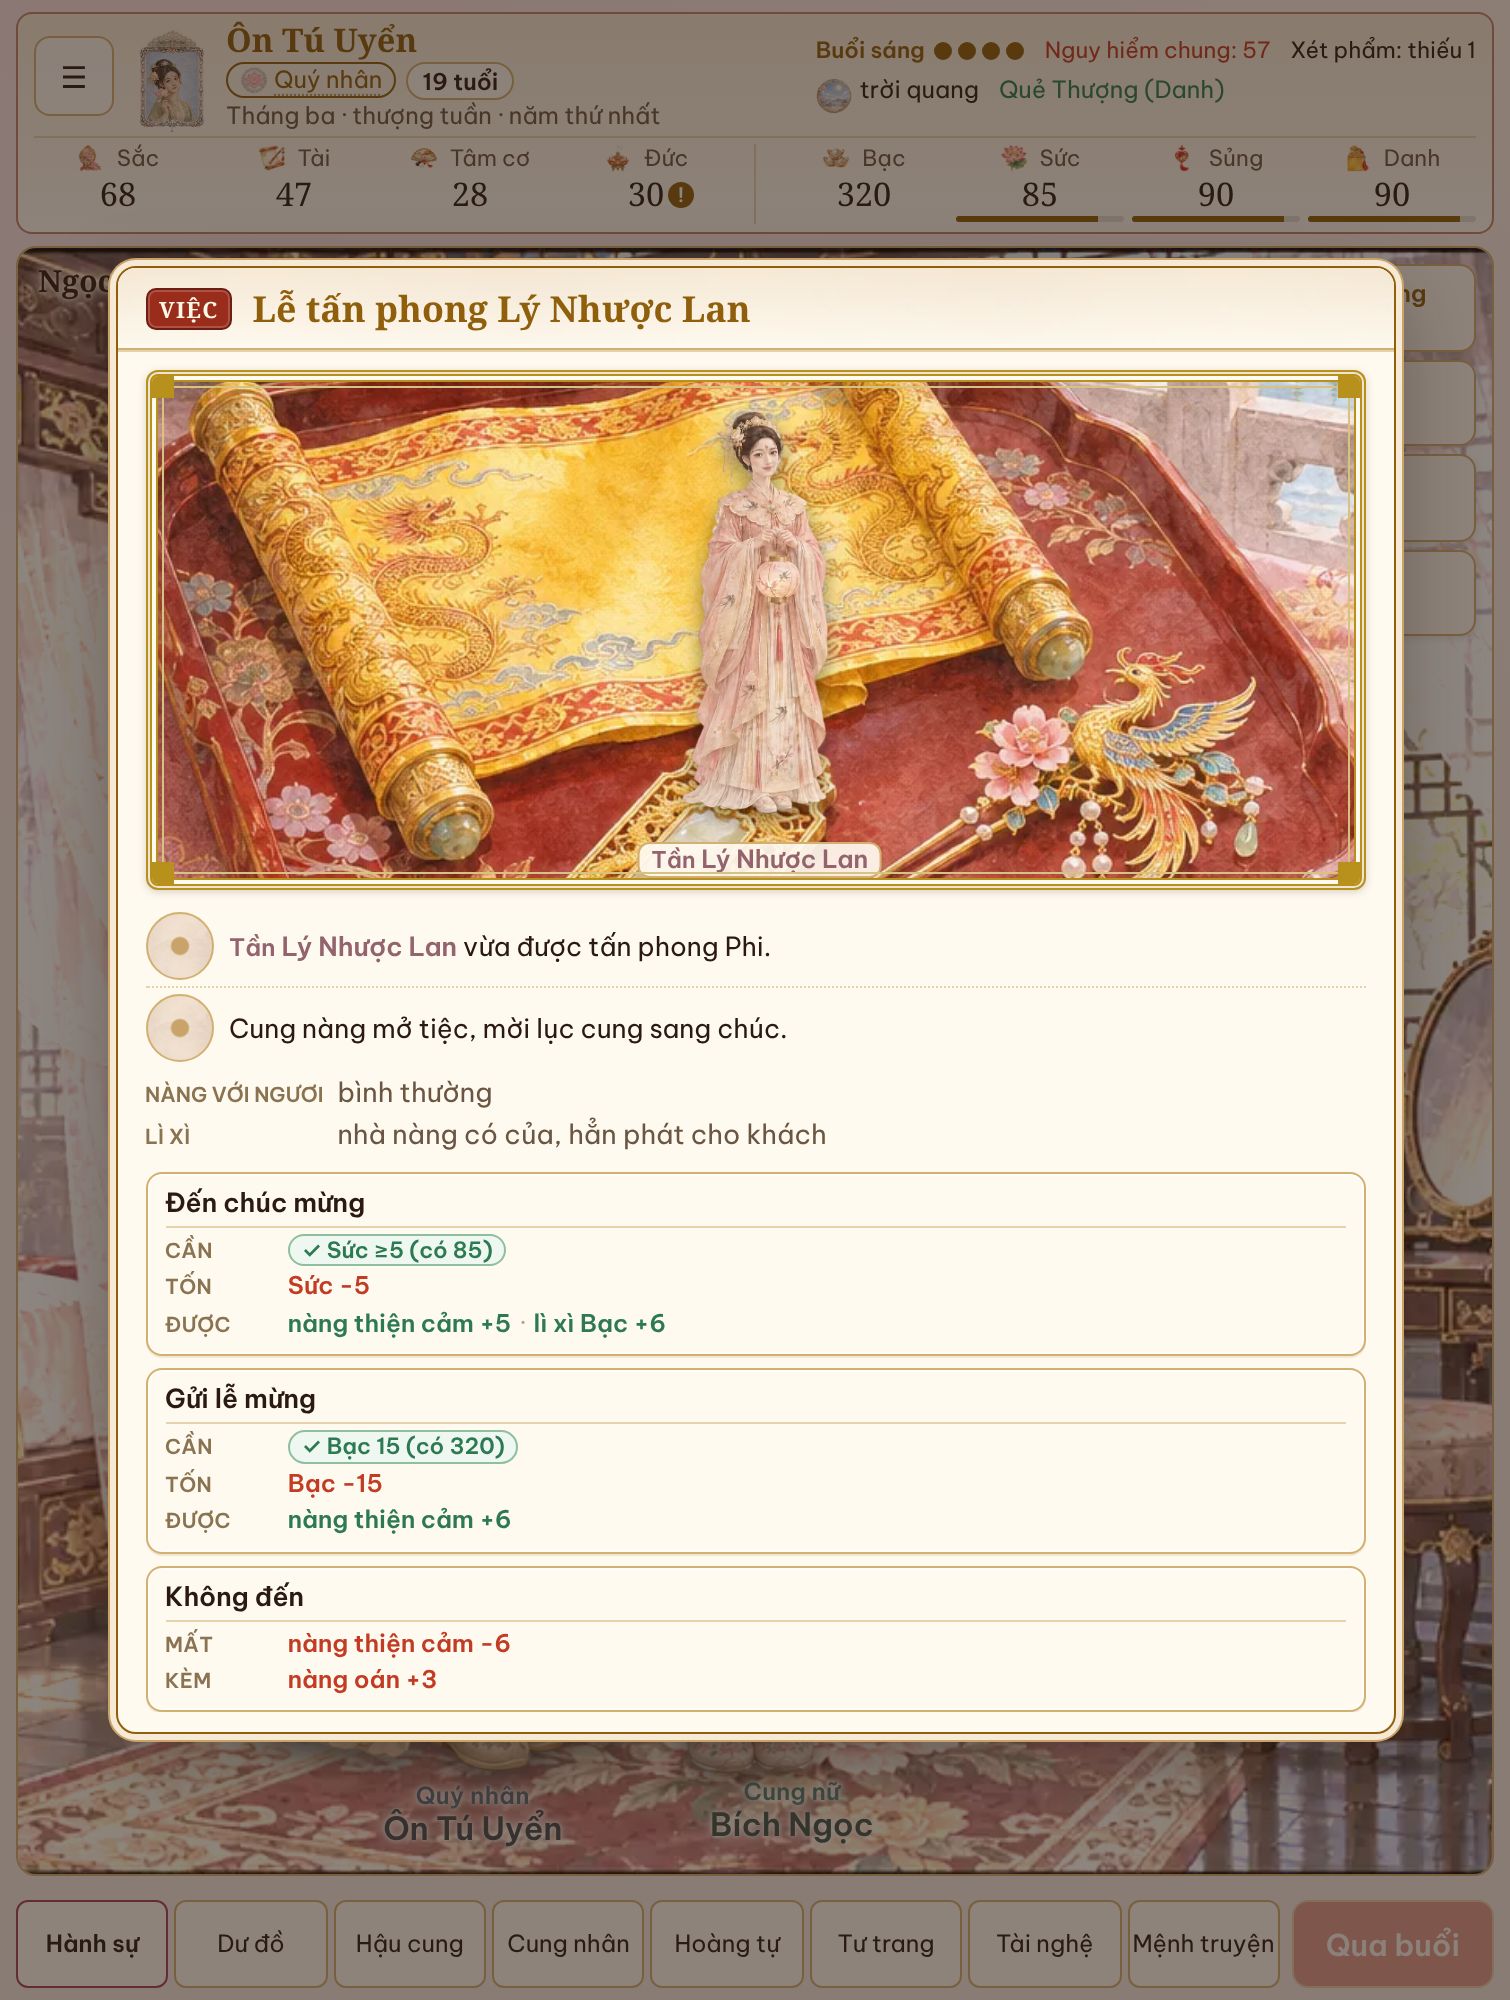 Ôn Tú Uyển
Quý nhân 19 tuổi
Tháng ba · thượng tuần · năm thứ nhất
Buổi sáng Nguy hiểm chung: 57 Xét phẩm: thiếu 1
trời quang Quẻ Thượng (Danh)
Sắc Tài Tâm cơ Đức Bạc Sức Sủng Danh
68 47 28 30 ! 320 85 90 90
Ngọc
VIỆC Lễ tấn phong Lý Nhược Lan
Tần Lý Nhược Lan
Tần Lý Nhược Lan vừa được tấn phong Phi.
Cung nàng mở tiệc, mời lục cung sang chúc.
NÀNG VỚI NGƯƠI bình thường
LÌ XÌ nhà nàng có của, hẳn phát cho khách
Đến chúc mừng
CẦN ✓ Sức ≥5 (có 85)
TỐN Sức -5
ĐƯỢC nàng thiện cảm +5 · lì xì Bạc +6
Gửi lễ mừng
CẦN ✓ Bạc 15 (có 320)
TỐN Bạc -15
ĐƯỢC nàng thiện cảm +6
Không đến
MẤT nàng thiện cảm -6
KÈM nàng oán +3
Quý nhân
Ôn Tú Uyển
Cung nữ
Bích Ngọc
Hành sự Dư đồ Hậu cung Cung nhân Hoàng tự Tư trang Tài nghệ Mệnh truyện Qua buổi